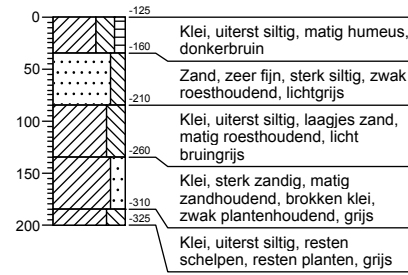 0
50
100
150
200
-125
-160
-210
-260
-310
-325
Klei, uiterst siltig, matig humeus,
donkerbruin
Zand, zeer fijn, sterk siltig, zwak
roesthoudend, lichtgrijs
Klei, uiterst siltig, laagjes zand,
matig roesthoudend, licht
bruingrijs
Klei, sterk zandig, matig
zandhoudend, brokken klei,
zwak plantenhoudend, grijs
Klei, uiterst siltig, resten
schelpen, resten planten, grijs